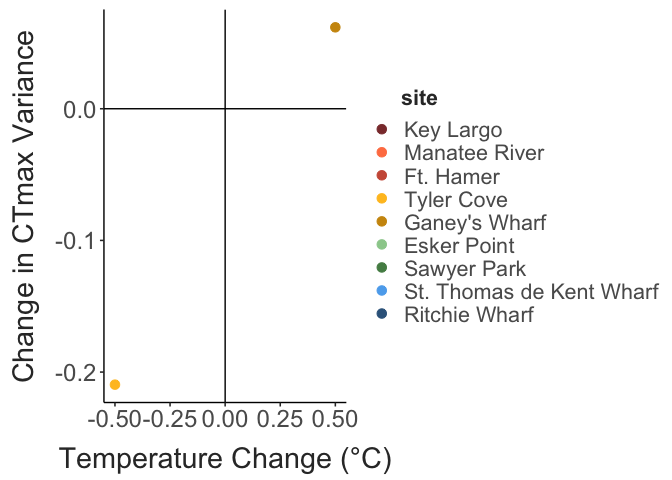 Change in CTmax Variance
0.0
-0.1
-0.2
-0.50 -0.25 0.00 0.25 0.50
Temperature Change (°C)
site
Key Largo
Manatee River
Ft. Hamer
Tyler Cove
Ganey's Wharf
Esker Point
Sawyer Park
St. Thomas de Kent Wharf
Ritchie Wharf